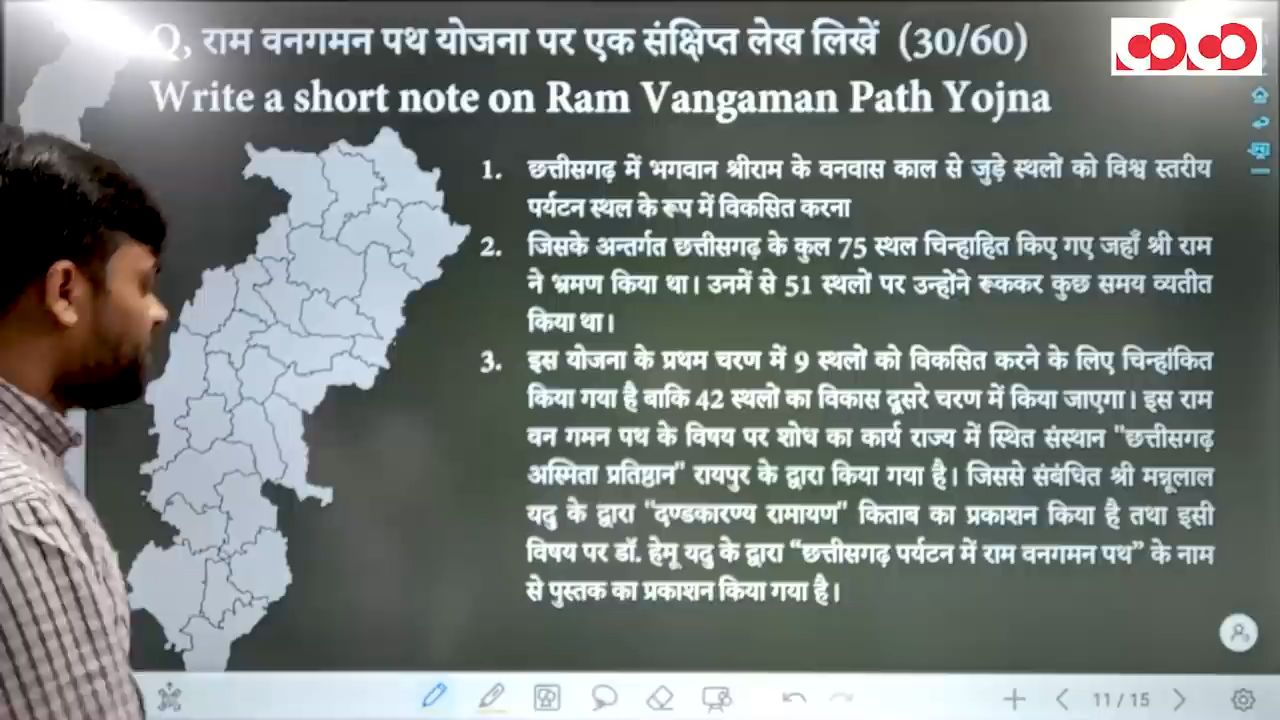 Q, राम वनगमन पथ योजना पर एक संक्षिप्त लेख लिखें (30/60)
Write a short note on Ram Vangaman Path Yojna
1. छत्तीसगढ़ में भगवान श्रीराम के वनवास काल से जुड़े स्थलों को विश्व स्तरीय
पर्यटन स्थल के रूप में विकसित करना
2. जिसके अन्तर्गत छत्तीसगढ़ के कुल 75 स्थल चिन्हाहित किए गए जहाँ श्री राम
ने भ्रमण किया था। उनमें से 51 स्थलों पर उन्होंने रूककर कुछ समय व्यतीत
किया था।
3. इस योजना के प्रथम चरण में 9 स्थलों को विकसित करने के लिए चिन्हांकित
किया गया है बाकि 42 स्थलों का विकास दूसरे चरण में किया जाएगा। इस राम
वन गमन पथ के विषय पर शोध का कार्य राज्य में स्थित संस्थान "छत्तीसगढ़
अस्मिता प्रतिष्ठान" रायपुर के द्वारा किया गया है। जिससे संबंधित श्री मन्नूलाल
यदु के द्वारा "दण्डकारण्य रामायण" किताब का प्रकाशन किया है तथा इसी
विषय पर डॉ. हेमू यदु के द्वारा “छत्तीसगढ़ पर्यटन में राम वनगमन पथ” के नाम
से पुस्तक का प्रकाशन किया गया है।
11 / 15